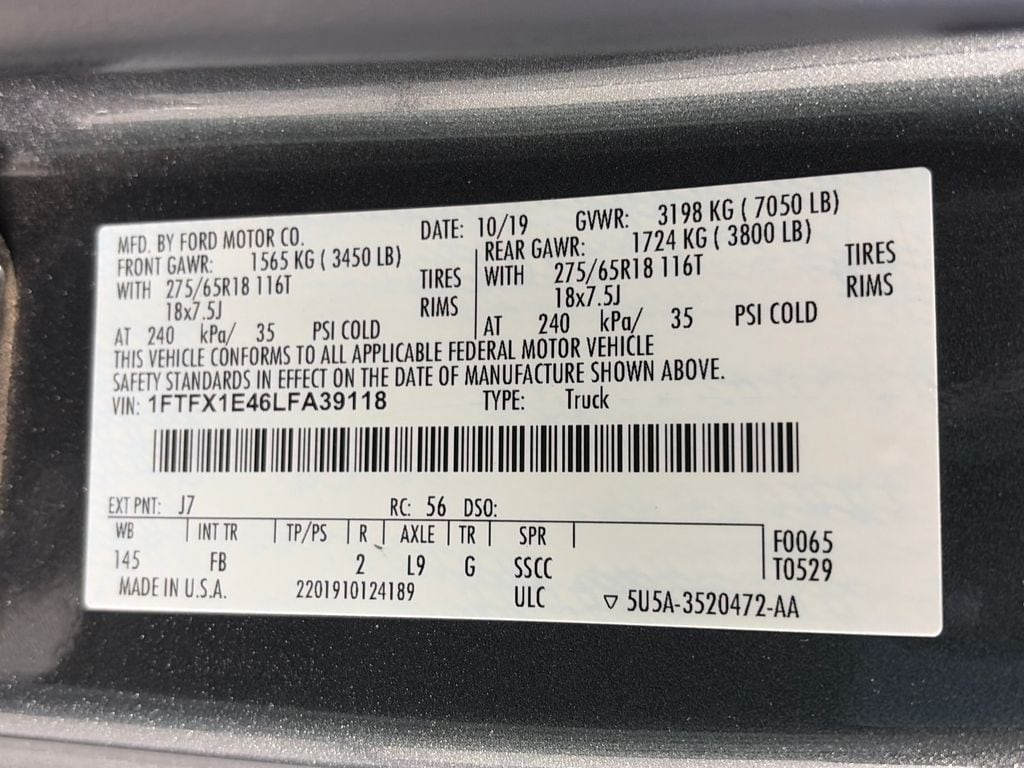 MFD. BY FORD MOTOR CO. DATE: 10/19 GVWR: 3198 KG ( 7050 LB)
FRONT GAWR: 1565 KG ( 3450 LB)
WITH 275/65R18 116T TIRES
18x7.5J RIMS
AT 240 kPa/ 35 PSI COLD
REAR GAWR: 1724 KG ( 3800 LB)
WITH 275/65R18 116T TIRES
18x7.5J RIMS
AT 240 kPa/ 35 PSI COLD
THIS VEHICLE CONFORMS TO ALL APPLICABLE FEDERAL MOTOR VEHICLE
SAFETY STANDARDS IN EFFECT ON THE DATE OF MANUFACTURE SHOWN ABOVE.
VIN: 1FTFX1E46LFA39118 TYPE: Truck
EXT PNT: J7 RC: 56 DSO:
WB INT TR TP/PS R AXLE TR SPR F0065
145 FB 2 L9 G SSCC T0529
MADE IN U.S.A. 2201910124189 ULC ▽ 5U5A-3520472-AA